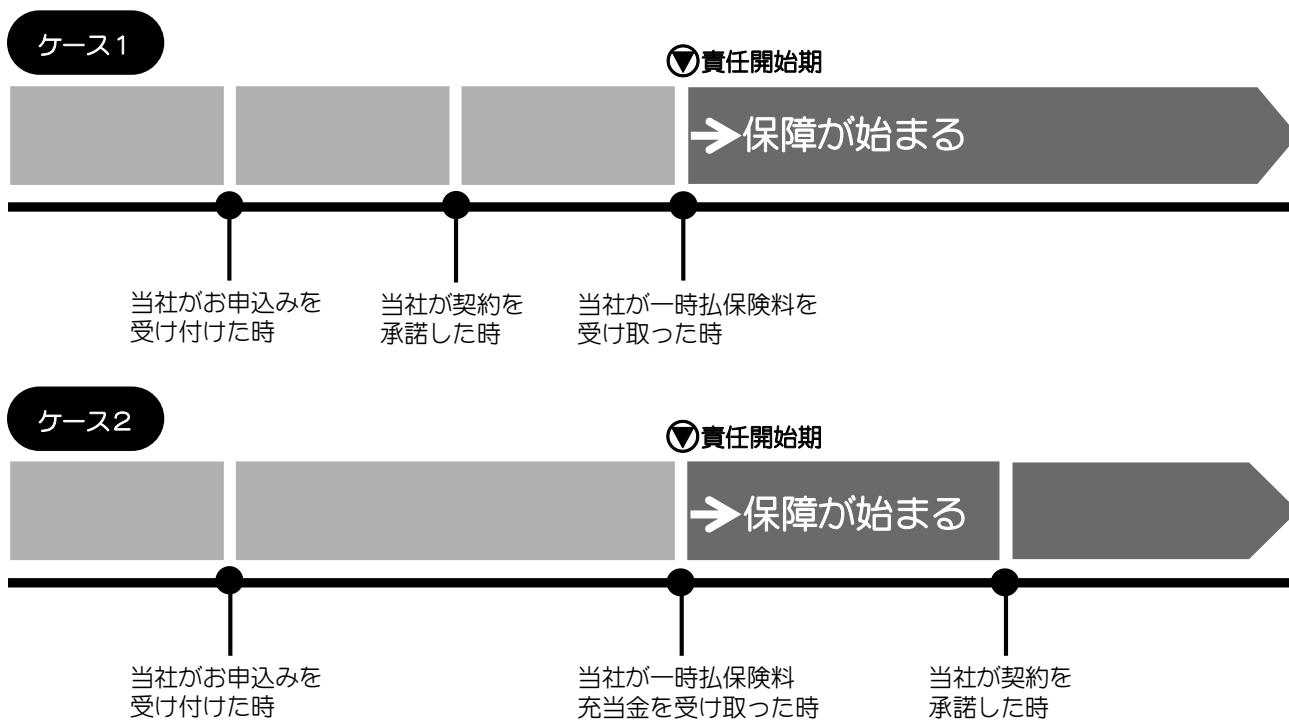 ケース1
責任開始期
保障が始まる
当社がお申込みを
受け付けた時
当社が契約を
承諾した時
当社が一時払保険料を
受け取った時
ケース2
責任開始期
保障が始まる
当社がお申込みを
受け付けた時
当社が一時払保険料
充当金を受け取った時
当社が契約を
承諾した時